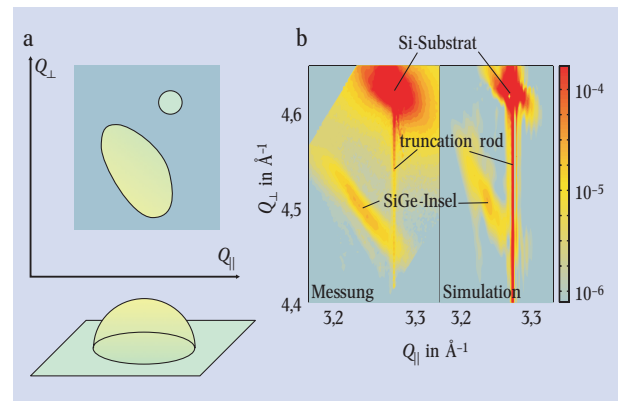 a
Q⊥
Q||
b
Si-Substrat
truncation rod
SiGe-Insel
Q⊥ in Å–1
4,6
4,5
4,4
Messung
Simulation
3,2
3,3
3,2
3,3
Q|| in Å–1
10–4
10–5
10–6